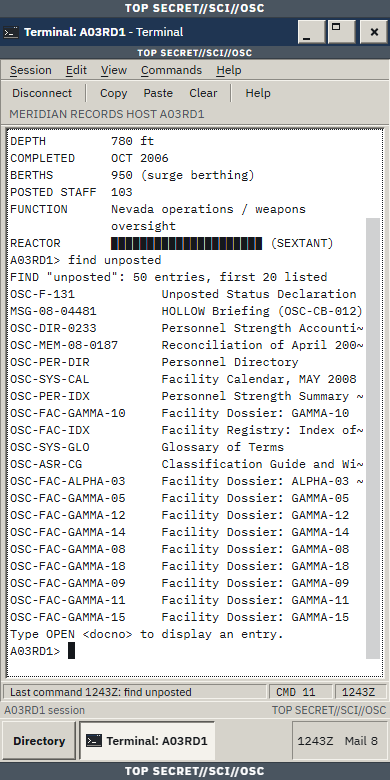 TOP SECRET//SCI//OSC
Terminal: A03RD1 - Terminal
TOP SECRET//SCI//OSC
Session Edit View Commands Help
Disconnect Copy Paste Clear Help
MERIDIAN RECORDS HOST A03RD1
DEPTH 780 ft
COMPLETED OCT 2006
BERTHS 950 (surge berthing)
POSTED STAFF 103
FUNCTION Nevada operations / weapons
oversight
REACTOR (SEXTANT)
A03RD1> find unposted
FIND "unposted": 50 entries, first 20 listed
OSC-F-131 Unposted Status Declaration
MSG-08-04481 HOLLOW Briefing (OSC-CB-012)
OSC-DIR-0233 Personnel Strength Accounti~
OSC-MEM-08-0187 Reconciliation of April 200~
OSC-PER-DIR Personnel Directory
OSC-SYS-CAL Facility Calendar, MAY 2008
OSC-PER-IDX Personnel Strength Summary ~
OSC-FAC-GAMMA-10 Facility Dossier: GAMMA-10
OSC-FAC-IDX Facility Registry: Index of~
OSC-SYS-GLO Glossary of Terms
OSC-ASR-CG Classification Guide and Wi~
OSC-FAC-ALPHA-03 Facility Dossier: ALPHA-03 ~
OSC-FAC-GAMMA-05 Facility Dossier: GAMMA-05
OSC-FAC-GAMMA-12 Facility Dossier: GAMMA-12
OSC-FAC-GAMMA-14 Facility Dossier: GAMMA-14
OSC-FAC-GAMMA-08 Facility Dossier: GAMMA-08
OSC-FAC-GAMMA-18 Facility Dossier: GAMMA-18
OSC-FAC-GAMMA-09 Facility Dossier: GAMMA-09
OSC-FAC-GAMMA-11 Facility Dossier: GAMMA-11
OSC-FAC-GAMMA-15 Facility Dossier: GAMMA-15
Type OPEN <docno> to display an entry.
A03RD1>
Last command 1243Z: find unposted CMD 11 1243Z
A03RD1 session TOP SECRET//SCI//OSC
Directory Terminal: A03RD1 1243Z Mail 8
TOP SECRET//SCI//OSC